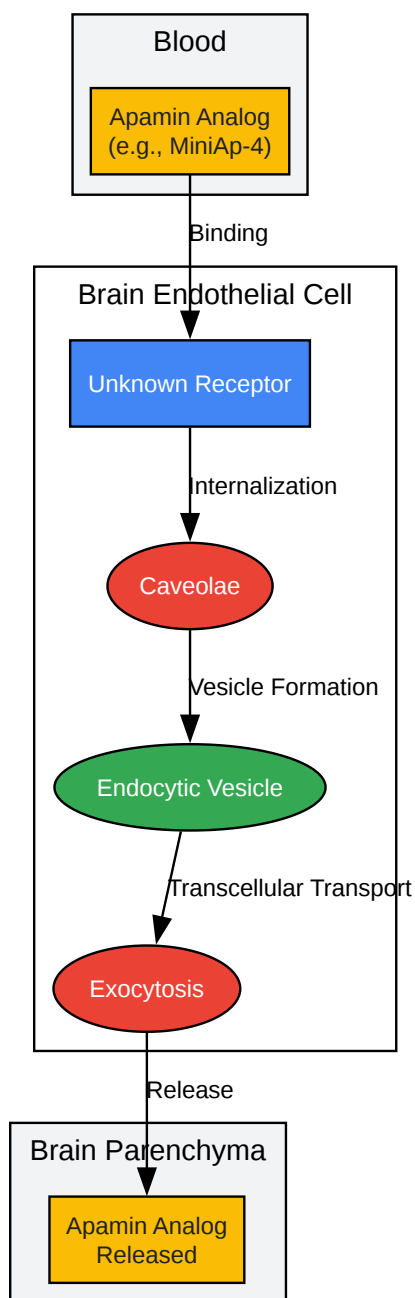 Blood
Apamin Analog
(e.g., MiniAp-4)
Binding
Brain Endothelial Cell
Unknown Receptor
Internalization
Caveolae
Vesicle Formation
Endocytic Vesicle
Transcellular Transport
Exocytosis
Release
Brain Parenchyma
Apamin Analog
Released